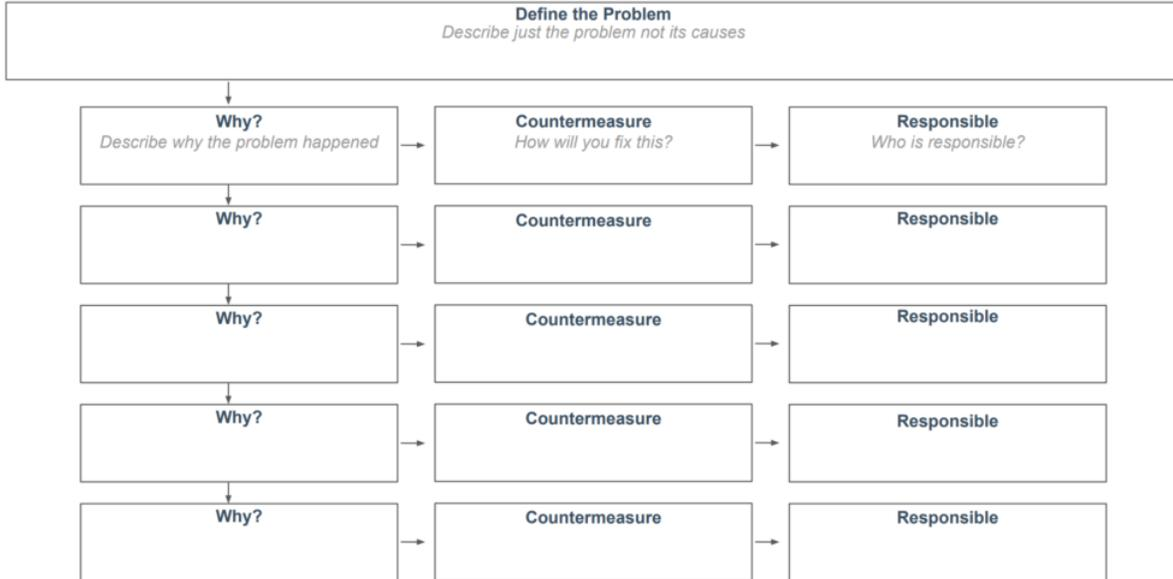 Define the Problem
Describe just the problem not its causes
Why?
Describe why the problem happened
Countermeasure
How will you fix this?
Responsible
Who is responsible?
Why?
Countermeasure
Responsible
Why?
Countermeasure
Responsible
Why?
Countermeasure
Responsible
Why?
Countermeasure
Responsible